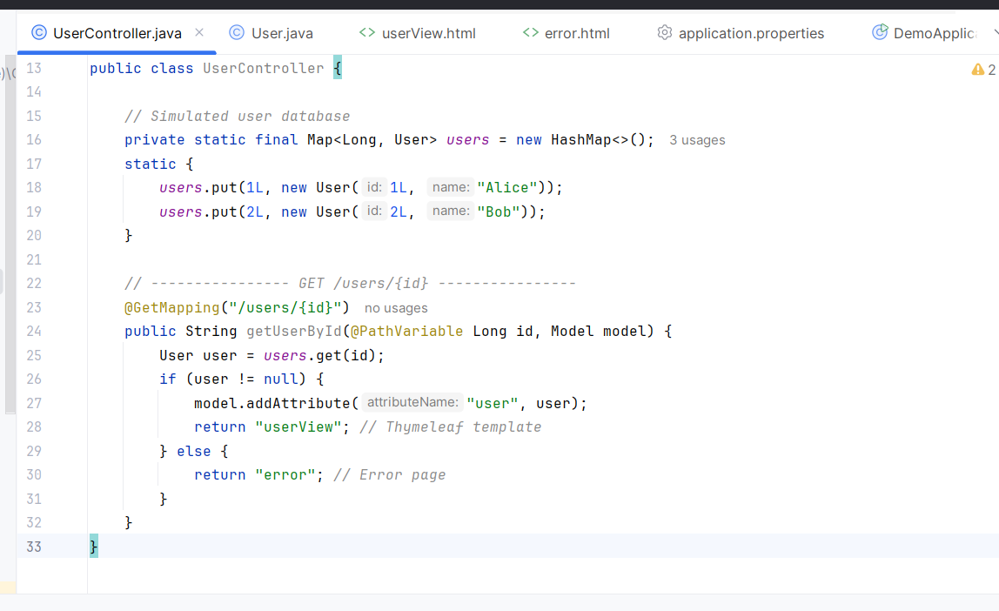 UserController.java
User.java
userView.html
error.html
application.properties
DemoApplic
2
13 public class UserController {
14
15 // Simulated user database
16 private static final Map<Long, User> users = new HashMap<>(); 3 usages
17 static {
18 users.put(1L, new User( id: 1L, name: "Alice"));
19 users.put(2L, new User( id: 2L, name: "Bob"));
20 }
21
22 // ---------------- GET /users/{id} ----------------
23 @GetMapping("/users/{id}") no usages
24 public String getUserById(@PathVariable Long id, Model model) {
25 User user = users.get(id);
26 if (user != null) {
27 model.addAttribute( attributeName: "user", user);
28 return "userView"; // Thymeleaf template
29 } else {
30 return "error"; // Error page
31 }
32 }
33 }